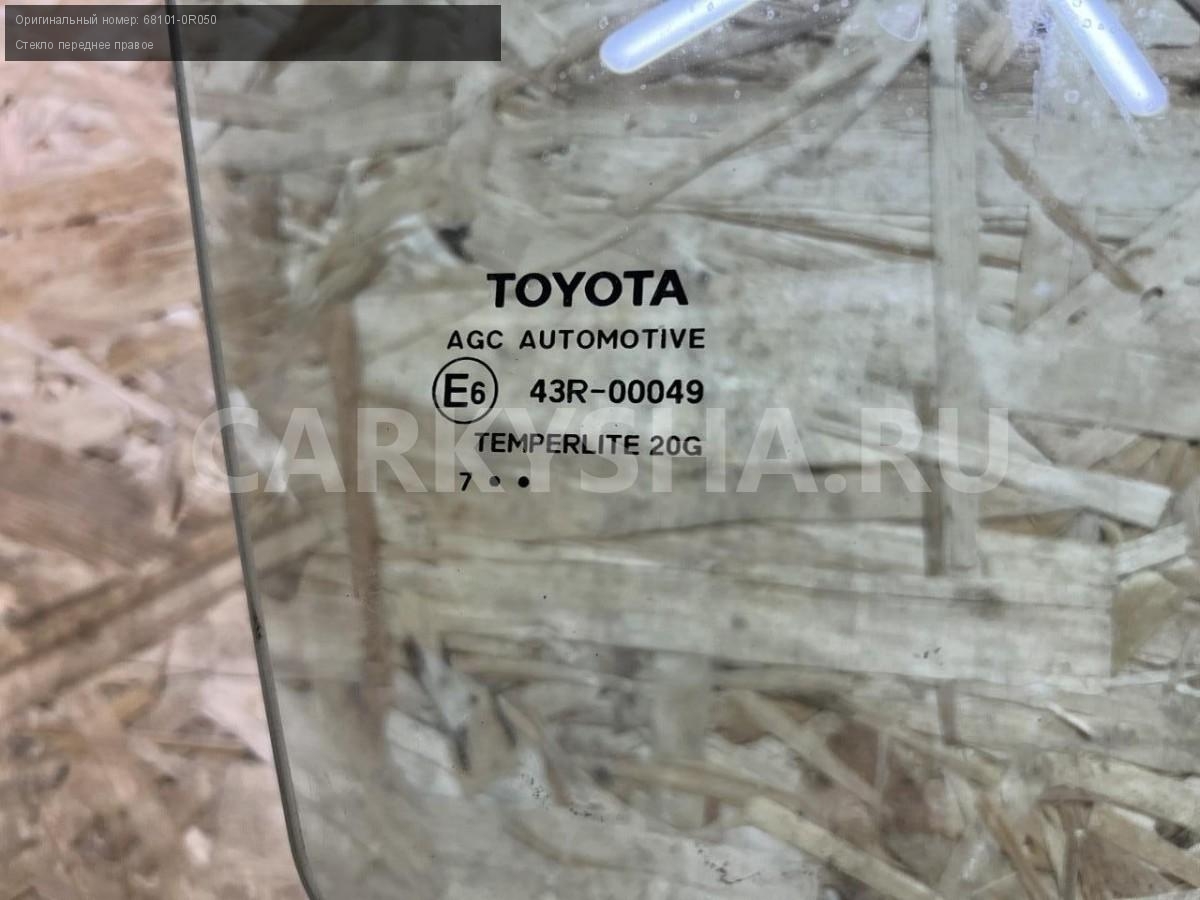 Оригинальный номер: 68101-0R050
Стекло переднее правое
TOYOTA
AGC AUTOMOTIVE
E6 43R-00049
CARKYSHA.RU
TEMPERLITE 20G
7 • •